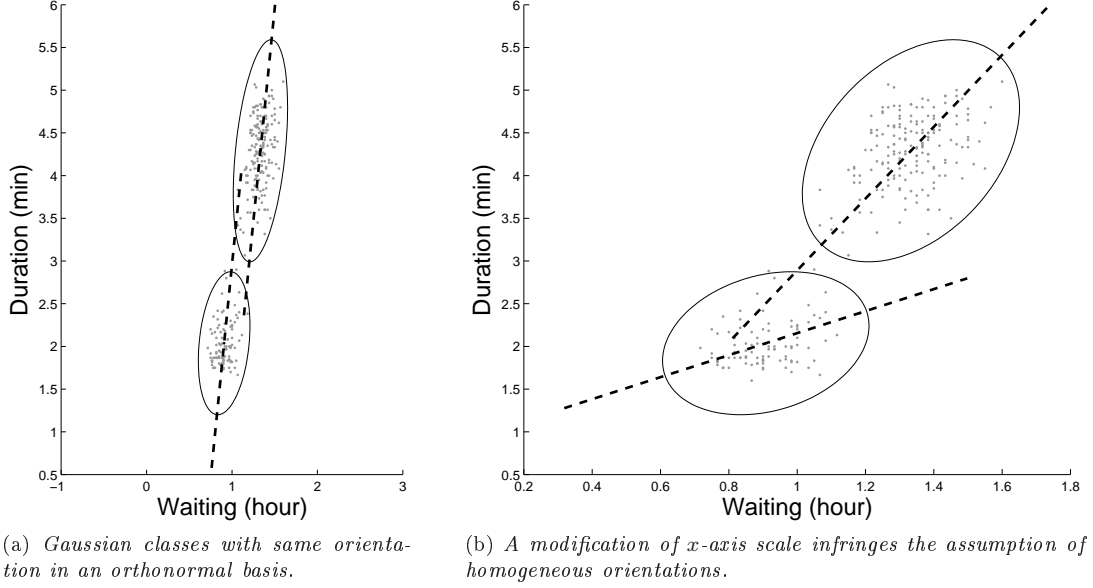 6
5.5
5
4.5
4
3.5
3
2.5
2
1.5
1
0.5
Duration (min)
−1 0 1 2 3
Waiting (hour)
6
5.5
5
4.5
4
3.5
3
2.5
2
1.5
1
0.5
Duration (min)
0.2 0.4 0.6 0.8 1 1.2 1.4 1.6 1.8
Waiting (hour)
(a) Gaussian classes with same orienta-
tion in an orthonormal basis.
(b) A modification of x-axis scale infringes the assumption of
homogeneous orientations.